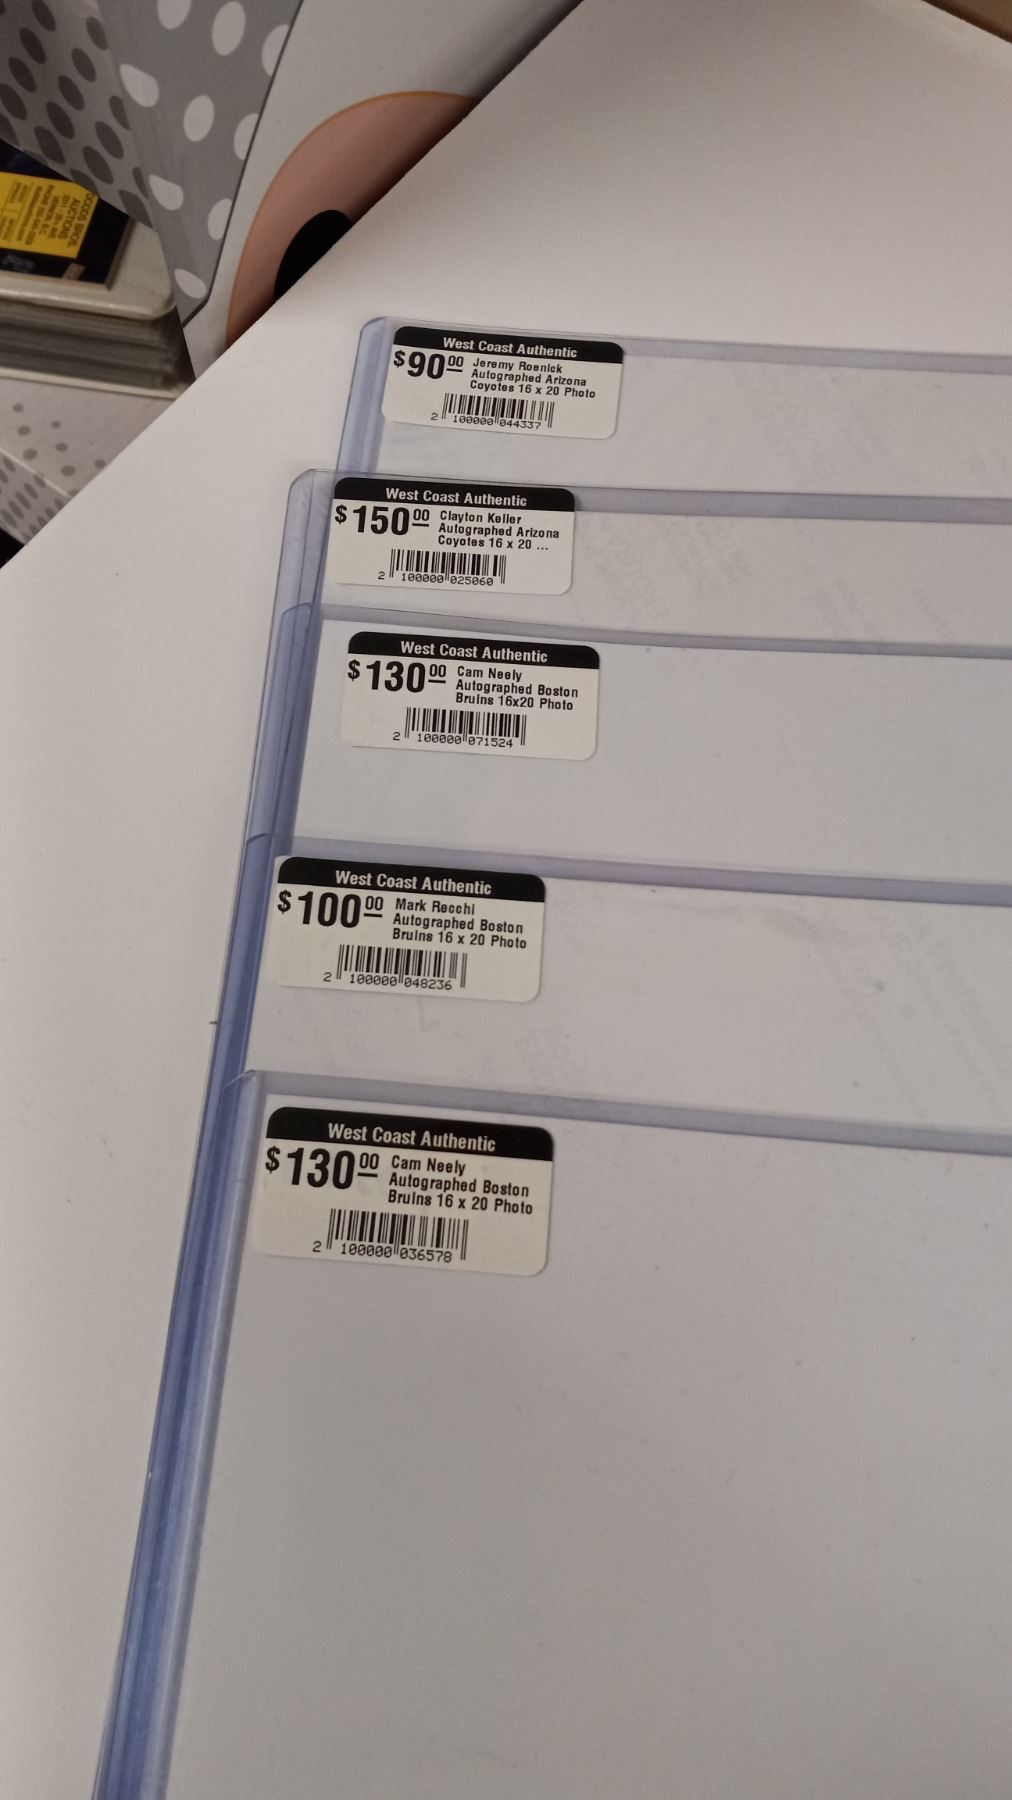 DODDS BROS.
AUCTIONS
West Coast Authentic
$90 00 Jeremy Roenick
Autographed Arizona
Coyotes 16 x 20 Photo
2 100000 044337
West Coast Authentic
$150 00 Clayton Keller
Autographed Arizona
Coyotes 16 x 20 ...
2 100000 025060
West Coast Authentic
$130 00 Cam Neely
Autographed Boston
Bruins 16x20 Photo
2 100000 071524
West Coast Authentic
$100 00 Mark Recchi
Autographed Boston
Bruins 16 x 20 Photo
2 100000 048236
West Coast Authentic
$130 00 Cam Neely
Autographed Boston
Bruins 16 x 20 Photo
2 100000 036578